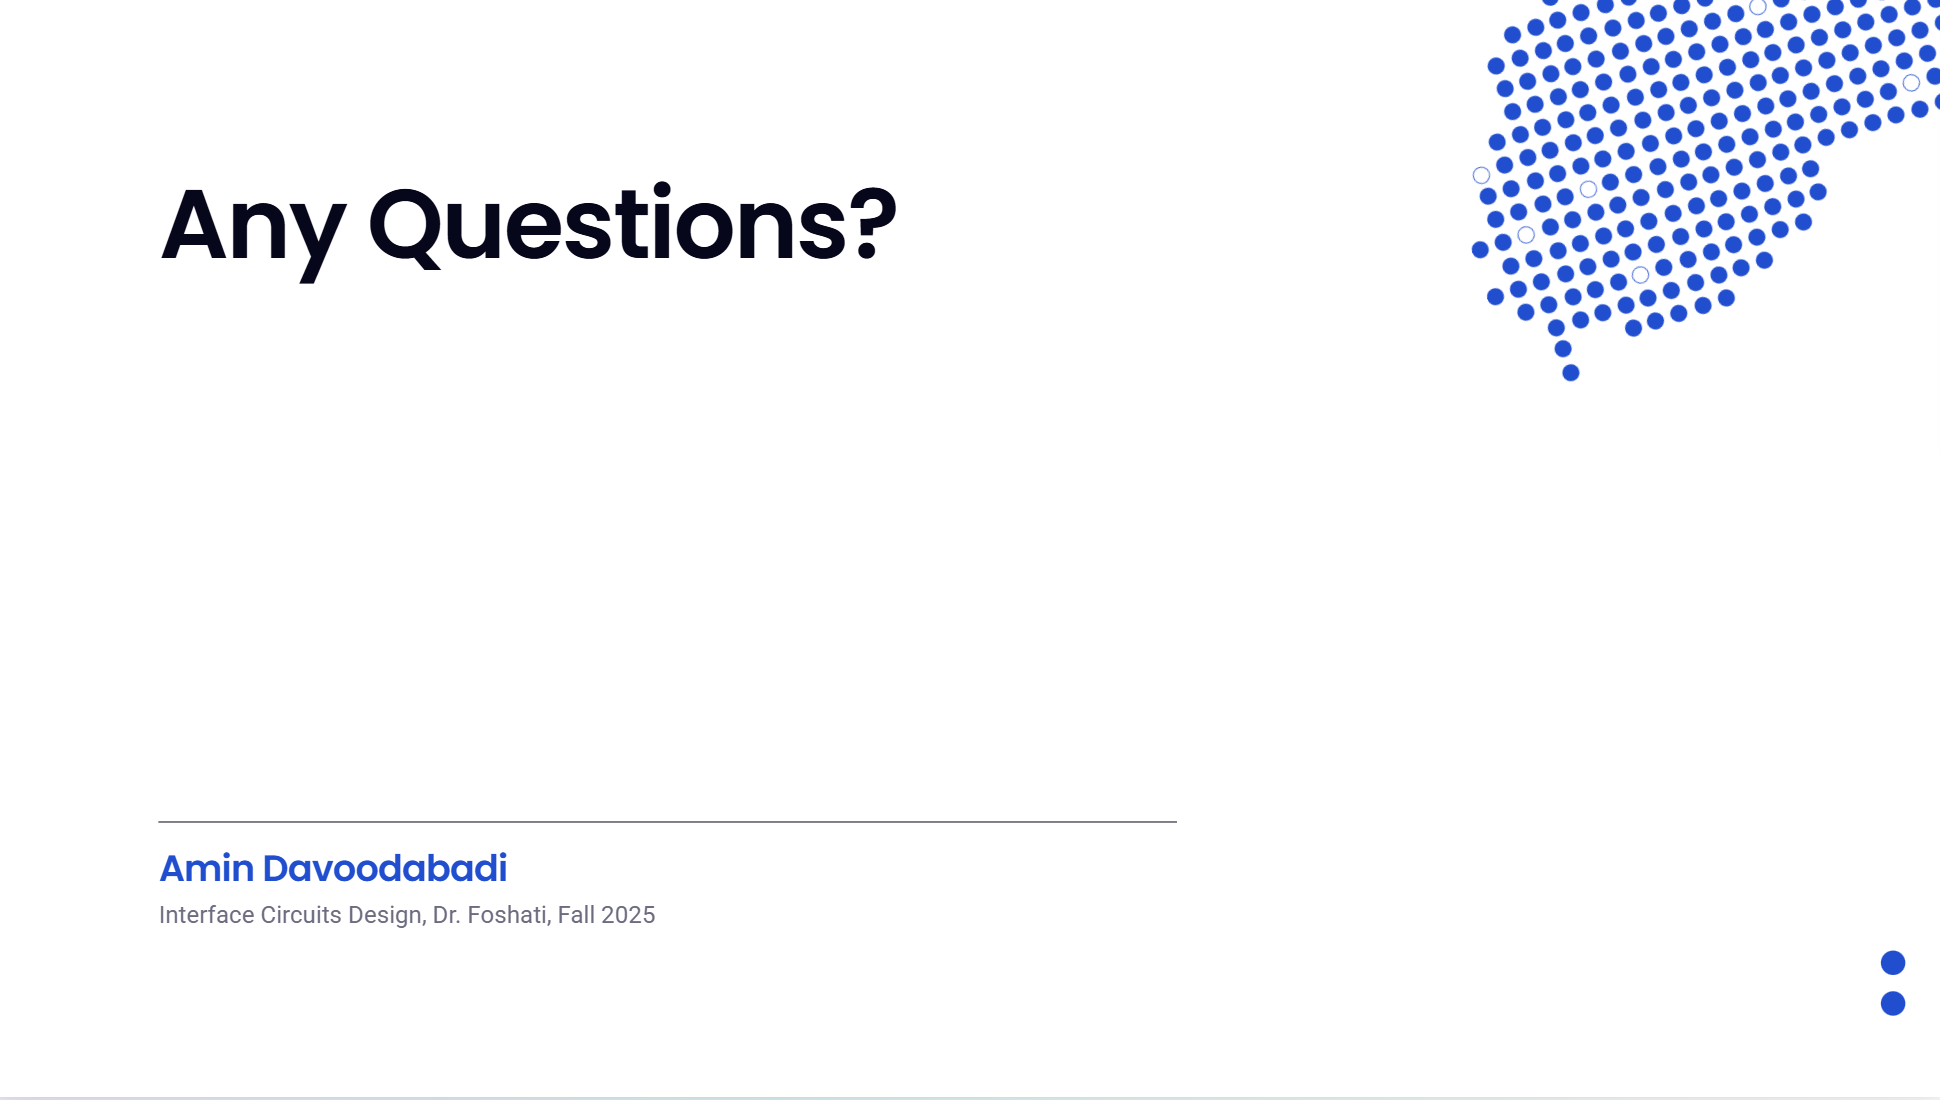 Any Questions?
Amin Davoodabadi
Interface Circuits Design, Dr. Foshati, Fall 2025